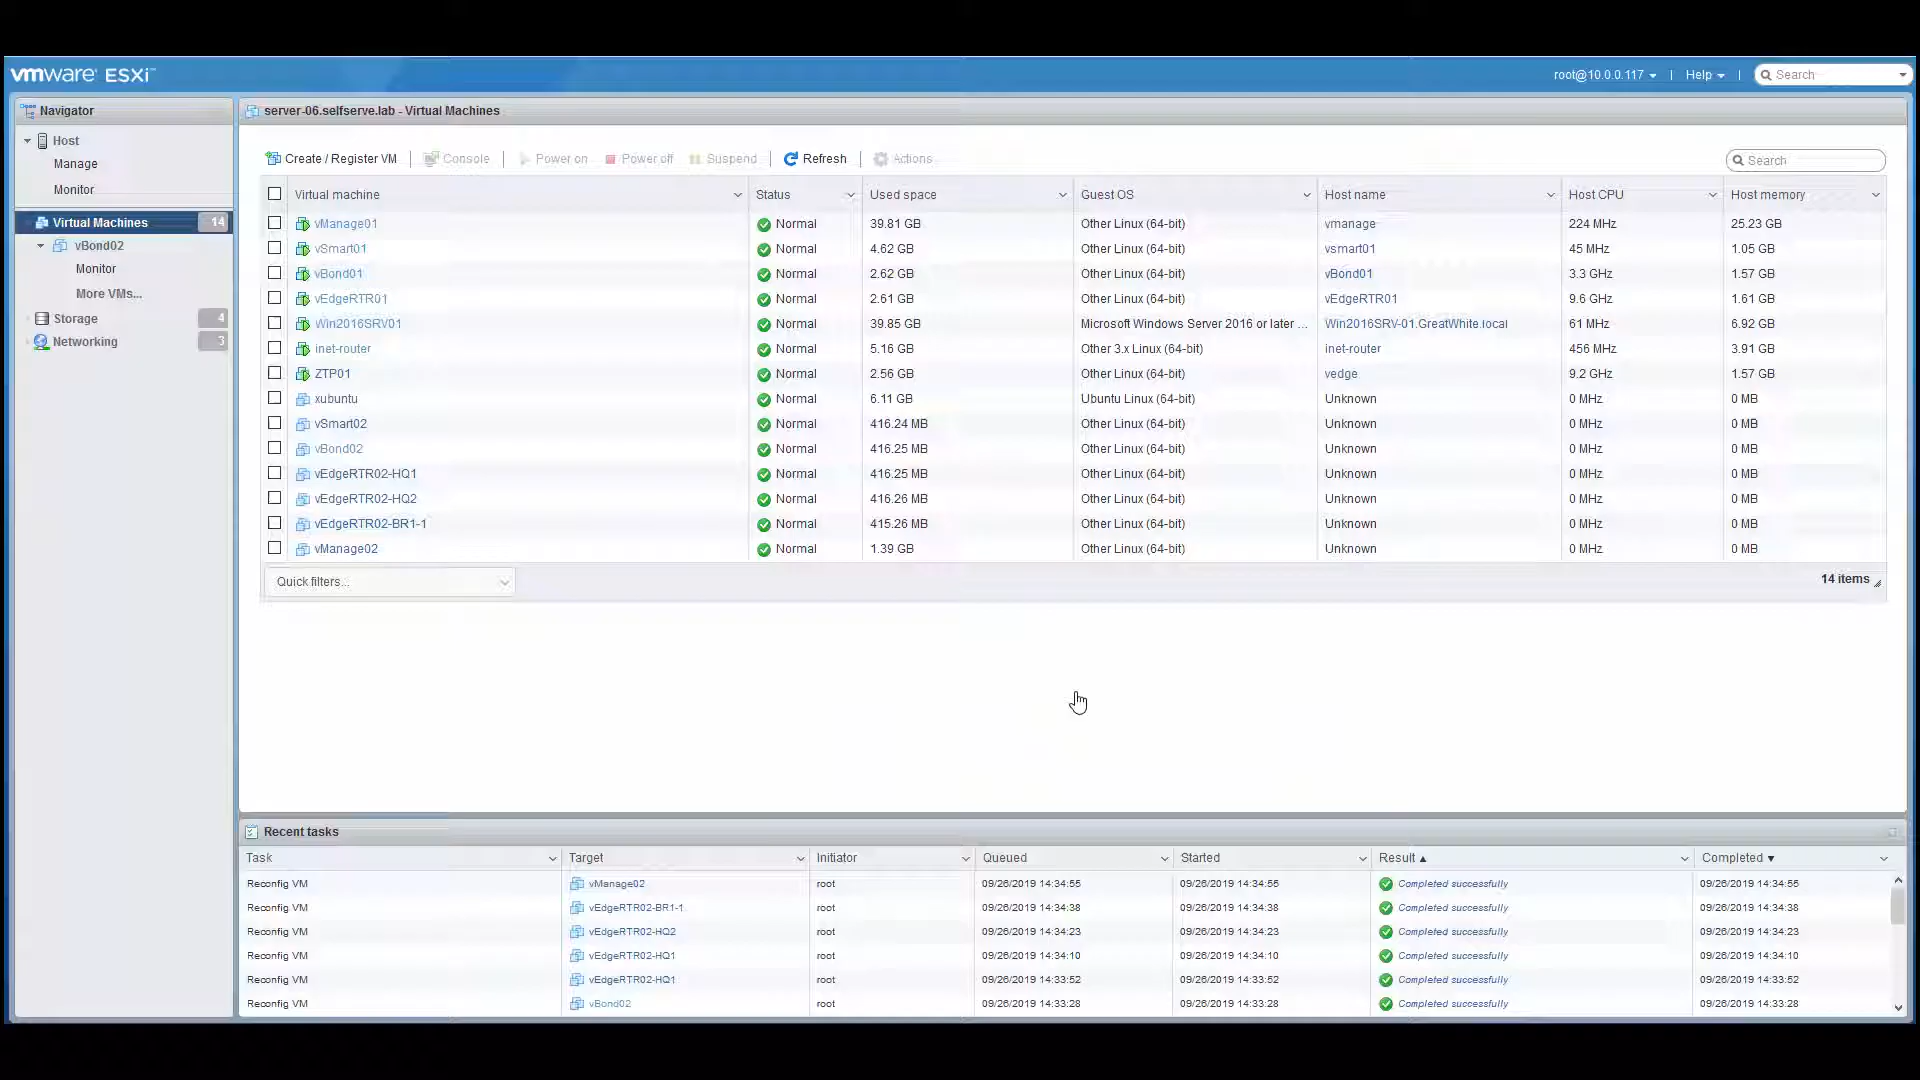 vmware ESXi™
root@10.0.0.117 | Help | Search
Navigator
Host
Manage
Monitor
Virtual Machines 14
vBond02
Monitor
More VMs...
Storage 4
Networking 3
server-06.selfserve.lab - Virtual Machines
Create / Register VM | Console | Power on Power off Suspend | Refresh | Actions
Search
Virtual machine Status Used space Guest OS Host name Host CPU Host memory
vManage01 Normal 39.81 GB Other Linux (64-bit) vmanage 224 MHz 25.23 GB
vSmart01 Normal 4.62 GB Other Linux (64-bit) vsmart01 45 MHz 1.05 GB
vBond01 Normal 2.62 GB Other Linux (64-bit) vBond01 3.3 GHz 1.57 GB
vEdgeRTR01 Normal 2.61 GB Other Linux (64-bit) vEdgeRTR01 9.6 GHz 1.61 GB
Win2016SRV01 Normal 39.85 GB Microsoft Windows Server 2016 or later ... Win2016SRV-01.GreatWhite.local 61 MHz 6.92 GB
inet-router Normal 5.16 GB Other 3.x Linux (64-bit) inet-router 456 MHz 3.91 GB
ZTP01 Normal 2.56 GB Other Linux (64-bit) vedge 9.2 GHz 1.57 GB
xubuntu Normal 6.11 GB Ubuntu Linux (64-bit) Unknown 0 MHz 0 MB
vSmart02 Normal 416.24 MB Other Linux (64-bit) Unknown 0 MHz 0 MB
vBond02 Normal 416.25 MB Other Linux (64-bit) Unknown 0 MHz 0 MB
vEdgeRTR02-HQ1 Normal 416.25 MB Other Linux (64-bit) Unknown 0 MHz 0 MB
vEdgeRTR02-HQ2 Normal 416.26 MB Other Linux (64-bit) Unknown 0 MHz 0 MB
vEdgeRTR02-BR1-1 Normal 415.26 MB Other Linux (64-bit) Unknown 0 MHz 0 MB
vManage02 Normal 1.39 GB Other Linux (64-bit) Unknown 0 MHz 0 MB
Quick filters... 14 items
Recent tasks
Task Target Initiator Queued Started Result ▲ Completed ▼
Reconfig VM vManage02 root 09/26/2019 14:34:55 09/26/2019 14:34:55 Completed successfully 09/26/2019 14:34:55
Reconfig VM vEdgeRTR02-BR1-1 root 09/26/2019 14:34:38 09/26/2019 14:34:38 Completed successfully 09/26/2019 14:34:38
Reconfig VM vEdgeRTR02-HQ2 root 09/26/2019 14:34:23 09/26/2019 14:34:23 Completed successfully 09/26/2019 14:34:23
Reconfig VM vEdgeRTR02-HQ1 root 09/26/2019 14:34:10 09/26/2019 14:34:10 Completed successfully 09/26/2019 14:34:10
Reconfig VM vEdgeRTR02-HQ1 root 09/26/2019 14:33:52 09/26/2019 14:33:52 Completed successfully 09/26/2019 14:33:52
Reconfig VM vBond02 root 09/26/2019 14:33:28 09/26/2019 14:33:28 Completed successfully 09/26/2019 14:33:28